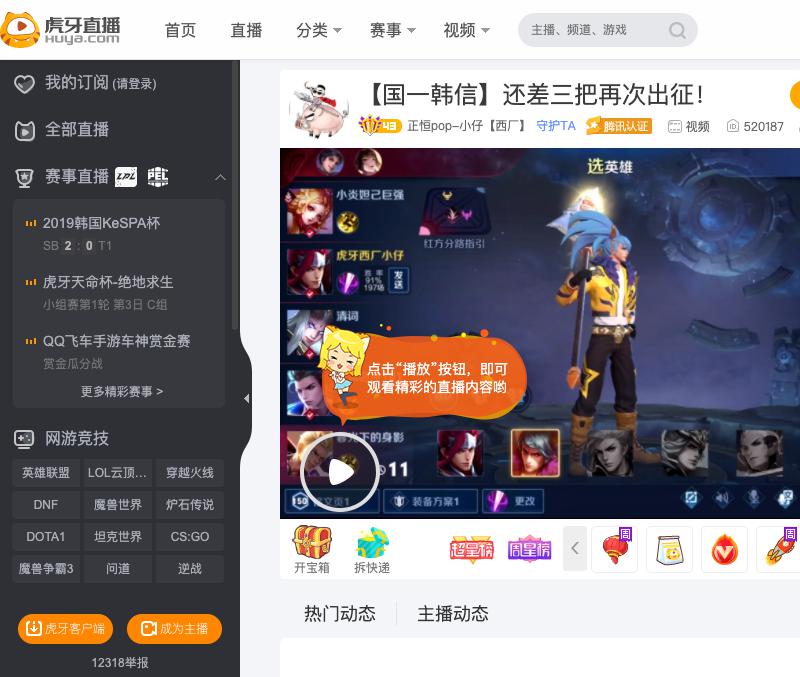 虎牙直播
HUYA.com
首页
直播
分类
赛事
视频
主播、频道、游戏
我的订阅 (请登录)
全部直播
赛事直播
LPL
PEL
2019韩国KeSPA杯
SB 2 : 0 T1
虎牙天命杯-绝地求生
小组赛第1轮 第3日 C组
QQ飞车手游车神赏金赛
赏金瓜分战
更多精彩赛事 >
网游竞技
英雄联盟
LOL云顶...
穿越火线
DNF
魔兽世界
炉石传说
DOTA1
坦克世界
CS:GO
魔兽争霸3
问道
逆战
虎牙客户端
成为主播
12318举报
【国一韩信】还差三把再次出征！
43
正恒pop-小仔【西厂】
守护TA
腾讯认证
视频
520187
选英雄
小炎妲己巨强
红方分路指引
虎牙西厂小仔
胜率
91%
197场
发送
清词
点击“播放”按钮，即可
观看精彩的直播内容哟
下的身影
11
150
装备方案1
更改
开宝箱
拆快递
超星榜
周星榜
周
周
热门动态
主播动态